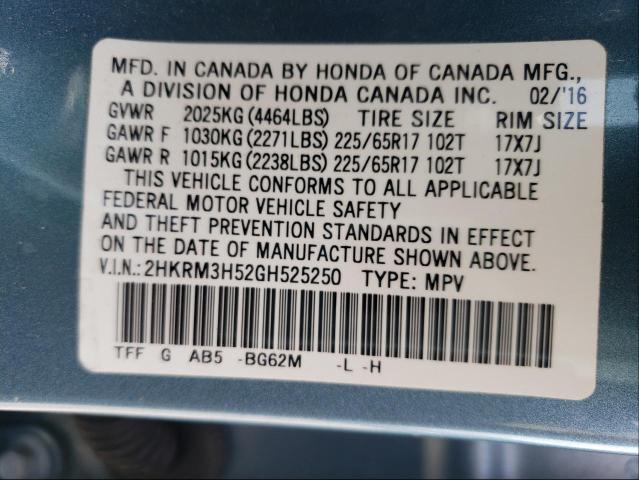 MFD. IN CANADA BY HONDA OF CANADA MFG.,
A DIVISION OF HONDA CANADA INC. 02/'16
GVWR 2025KG (4464LBS) TIRE SIZE RIM SIZE
GAWR F 1030KG (2271LBS) 225/65R17 102T 17X7J
GAWR R 1015KG (2238LBS) 225/65R17 102T 17X7J
THIS VEHICLE CONFORMS TO ALL APPLICABLE
FEDERAL MOTOR VEHICLE SAFETY
AND THEFT PREVENTION STANDARDS IN EFFECT
ON THE DATE OF MANUFACTURE SHOWN ABOVE.
V.I.N.: 2HKRM3H52GH525250 TYPE: MPV
TFF G AB5 -BG62M -L -H